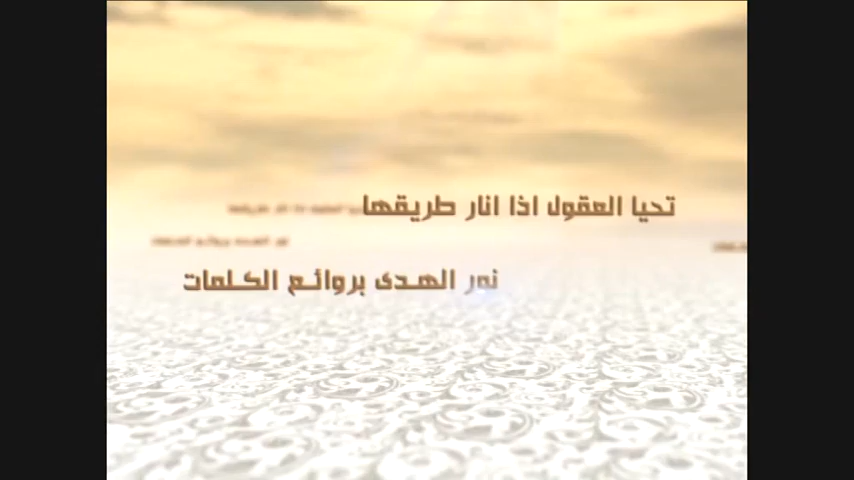 تحيا العقول اذا انار طريقها
نور الهدى بروائع الكلمات